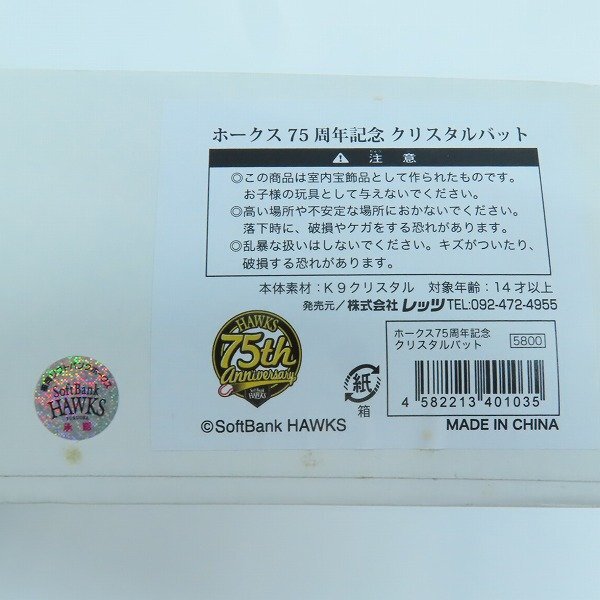 ホークス 75 周年記念 クリスタルバット
注 意
◎この商品は室内宝飾品として作られたものです。
お子様の玩具として与えないでください。
◎高い場所や不安定な場所におかないでください。
落下時に、破損やケガをする恐れがあります。
◎乱暴な扱いはしないでください。キズがついたり、
破損する恐れがあります。
本体素材：K9クリスタル 対象年齢：14才以上
発売元／株式会社 レッツ TEL:092-472-4955
HAWKS
75th
Anniversary
SoftBank
HAWKS
©SoftBank HAWKS
紙
箱
ホークス75周年記念
クリスタルバット
5800
4 582213 401035
MADE IN CHINA
SoftBank
HAWKS
承認